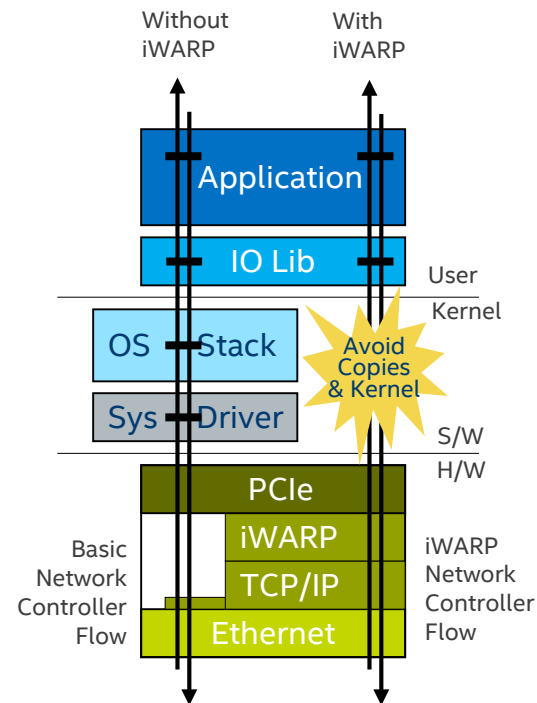 Without
iWARP
With
iWARP
Application
IO Lib
User
Kernel
OS Stack
Avoid
Copies
& Kernel
Sys Driver
S/W
H/W
PCIe
iWARP
TCP/IP
Ethernet
Basic
Network
Controller
Flow
iWARP
Network
Controller
Flow